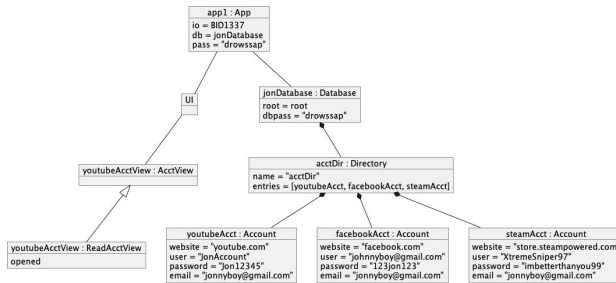 app1 : App
io = BID1337
db = jonDatabase
pass = "drowssap"
UI
jonDatabase : Database
root = root
dbpass = "drowssap"
youtubeAcctView : AcctView
acctDir : Directory
name = "acctDir"
entries = [youtubeAcct, facebookAcct, steamAcct]
youtubeAcctView : ReadAcctView
opened
youtubeAcct : Account
website = "youtube.com"
user = "JonAccount"
password = "Jon12345"
email = "jonnyboy@gmail.com"
facebookAcct : Account
website = "facebook.com"
user = "johnnyboy@gmail.com"
password = "123jon123"
email = "jonnyboy@gmail.com"
steamAcct : Account
website = "store.steampowered.com
user = "XtremeSniper97"
password = "imbetterthanyou99"
email = "jonnyboy@gmail.com"